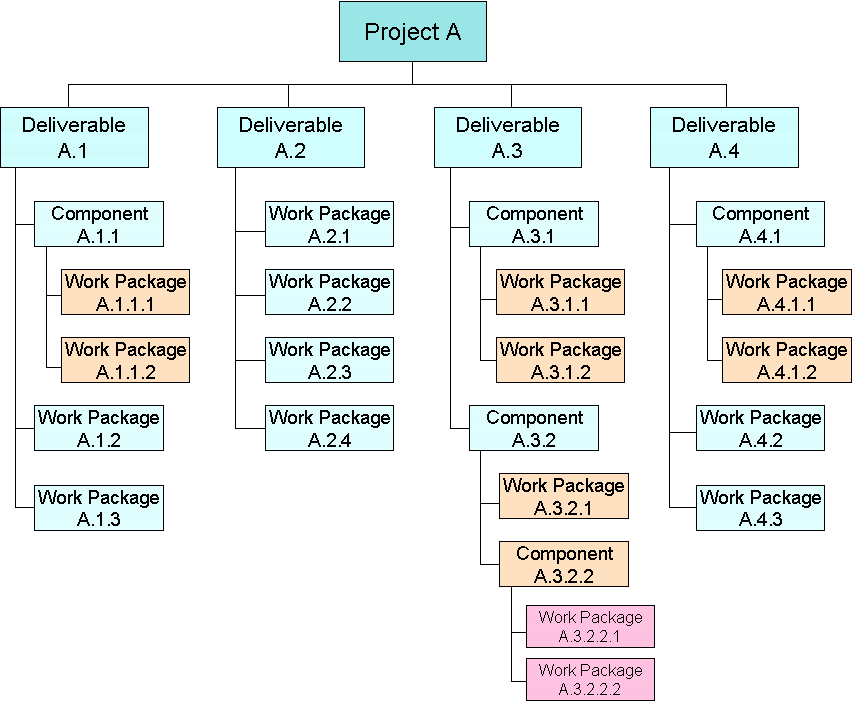 Project A
Deliverable
A.1
Component
A.1.1
Work Package
A.1.1.1
Work Package
A.1.1.2
Work Package
A.1.2
Work Package
A.1.3
Deliverable
A.2
Work Package
A.2.1
Work Package
A.2.2
Work Package
A.2.3
Work Package
A.2.4
Deliverable
A.3
Component
A.3.1
Work Package
A.3.1.1
Work Package
A.3.1.2
Component
A.3.2
Work Package
A.3.2.1
Component
A.3.2.2
Work Package
A.3.2.2.1
Work Package
A.3.2.2.2
Deliverable
A.4
Component
A.4.1
Work Package
A.4.1.1
Work Package
A.4.1.2
Work Package
A.4.2
Work Package
A.4.3